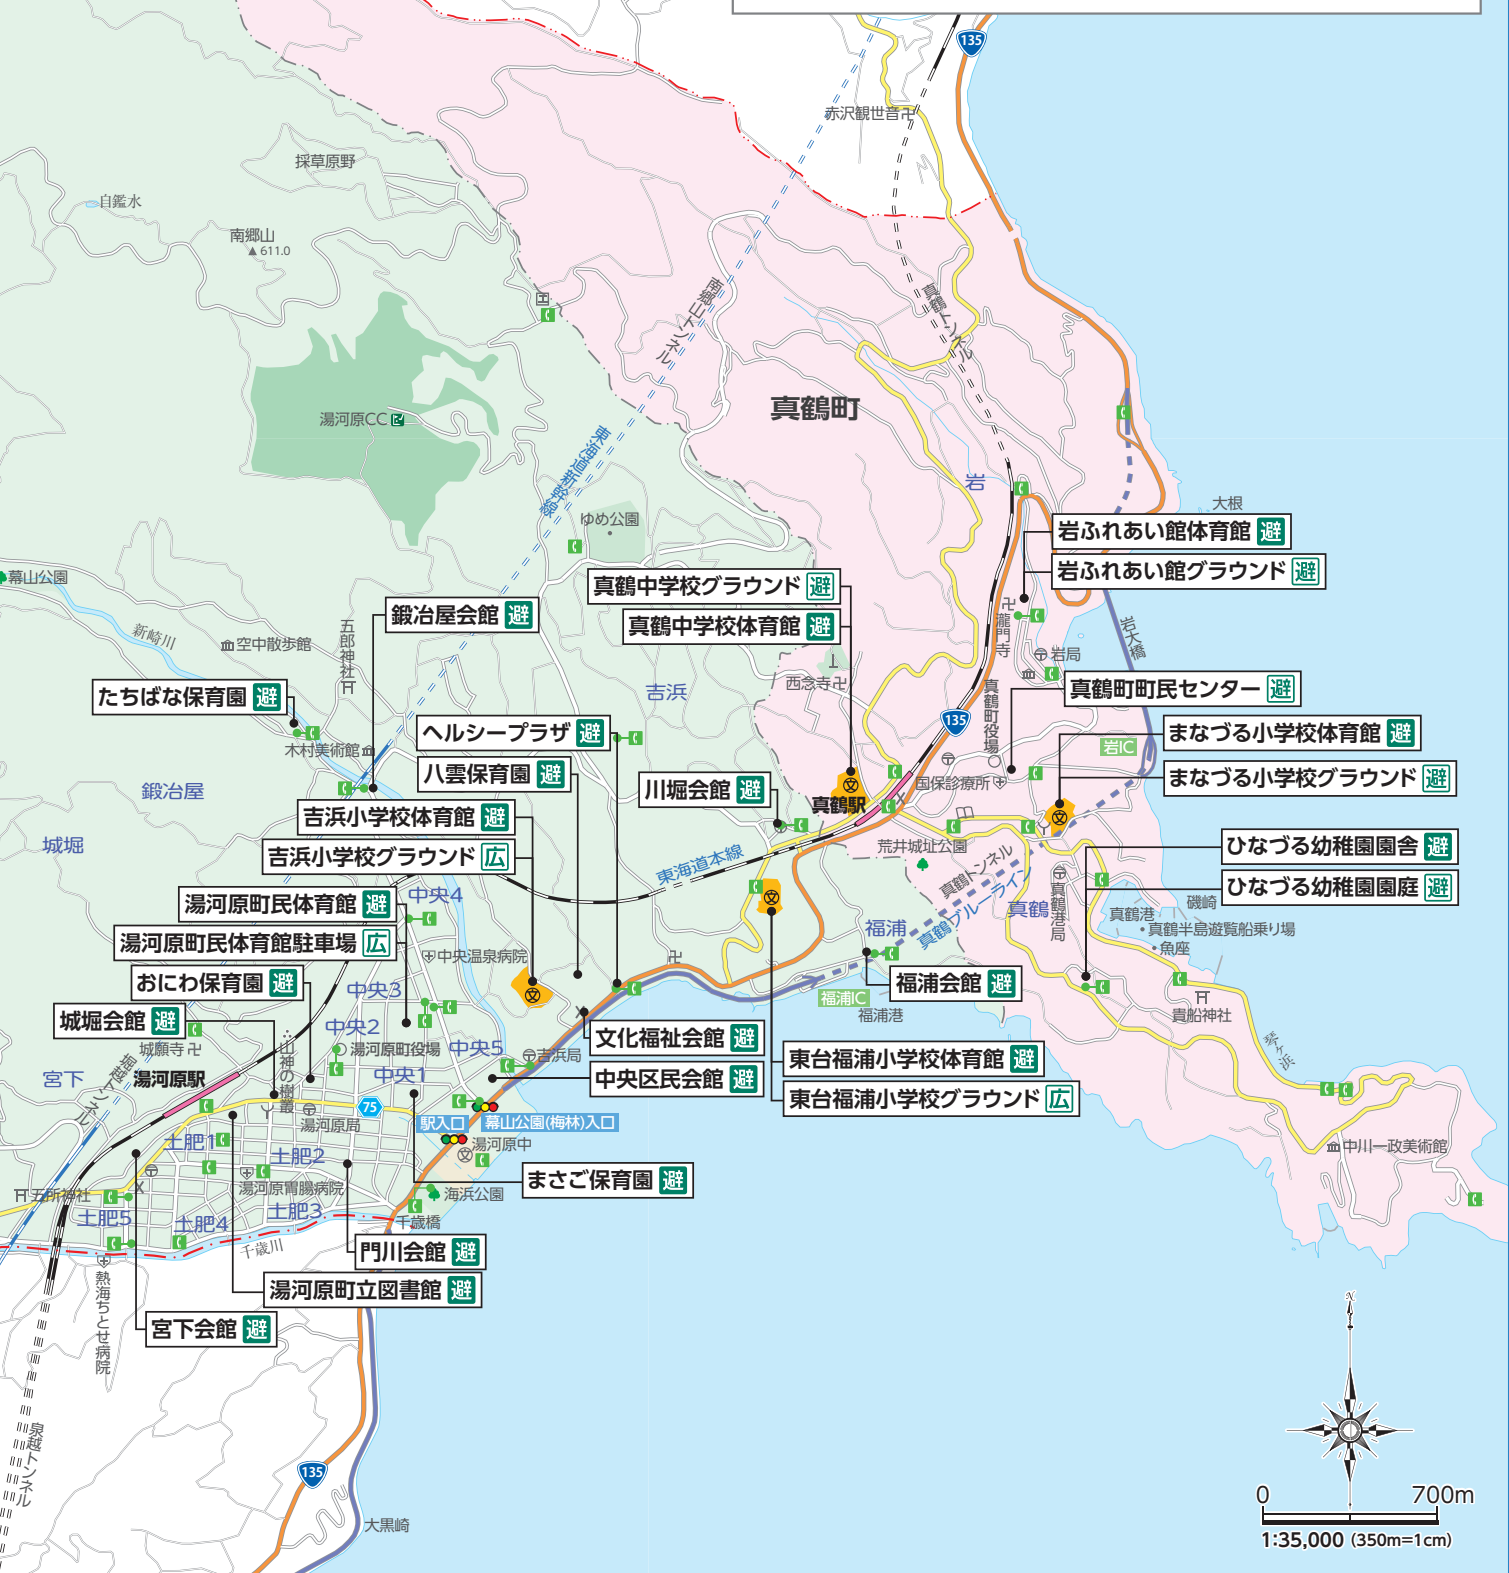 135
赤沢観世音
採草原野
自鑑水
南郷山
611.0
南郷山トンネル
真鶴トンネル
真鶴町
湯河原CC
東海道新幹線
岩
大根
ゆめ公園
岩ふれあい館体育館 避
岩ふれあい館グラウンド 避
幕山公園
真鶴中学校グラウンド 避
真鶴中学校体育館 避
鍛冶屋会館 避
新崎川
空中散歩館
五郎神社
瀧門寺
岩大橋
岩局
西念寺
吉浜
真鶴町役場
真鶴町町民センター 避
たちばな保育園 避
135
まなづる小学校体育館 避
ヘルシープラザ 避
木村美術館
岩IC
八雲保育園 避
まなづる小学校グラウンド 避
鍛冶屋
川堀会館 避
国保診療所
真鶴駅
吉浜小学校体育館 避
城堀
吉浜小学校グラウンド 広
東海道本線
荒井城址公園
ひなづる幼稚園園舎 避
真鶴トンネル
真鶴ブルーライン
ひなづる幼稚園園庭 避
中央4
湯河原町民体育館 避
真鶴
真鶴港局
磯崎
真鶴港
福浦
真鶴半島遊覧船乗り場
湯河原町民体育館駐車場 広
魚座
中央温泉病院
おにわ保育園 避
中央3
福浦会館 避
福浦IC
福浦港
貴船神社
城堀会館 避
中央2
文化福祉会館 避
琴ヶ浜
城願寺
山神の樹叢
湯河原町役場
中央5
吉浜局
東台福浦小学校体育館 避
堀越トンネル
宮下
湯河原駅
中央1
中央区民会館 避
東台福浦小学校グラウンド 広
75
湯河原局
駅入口
幕山公園(梅林)入口
土肥1
湯河原中
土肥2
中川一政美術館
湯河原胃腸病院
まさご保育園 避
五所神社
海浜公園
土肥5
土肥4
土肥3
千歳橋
千歳川
門川会館 避
熱海ちとせ病院
湯河原町立図書館 避
宮下会館 避
N
泉越トンネル
135
大黒崎
0 700m
1:35,000 (350m=1cm)